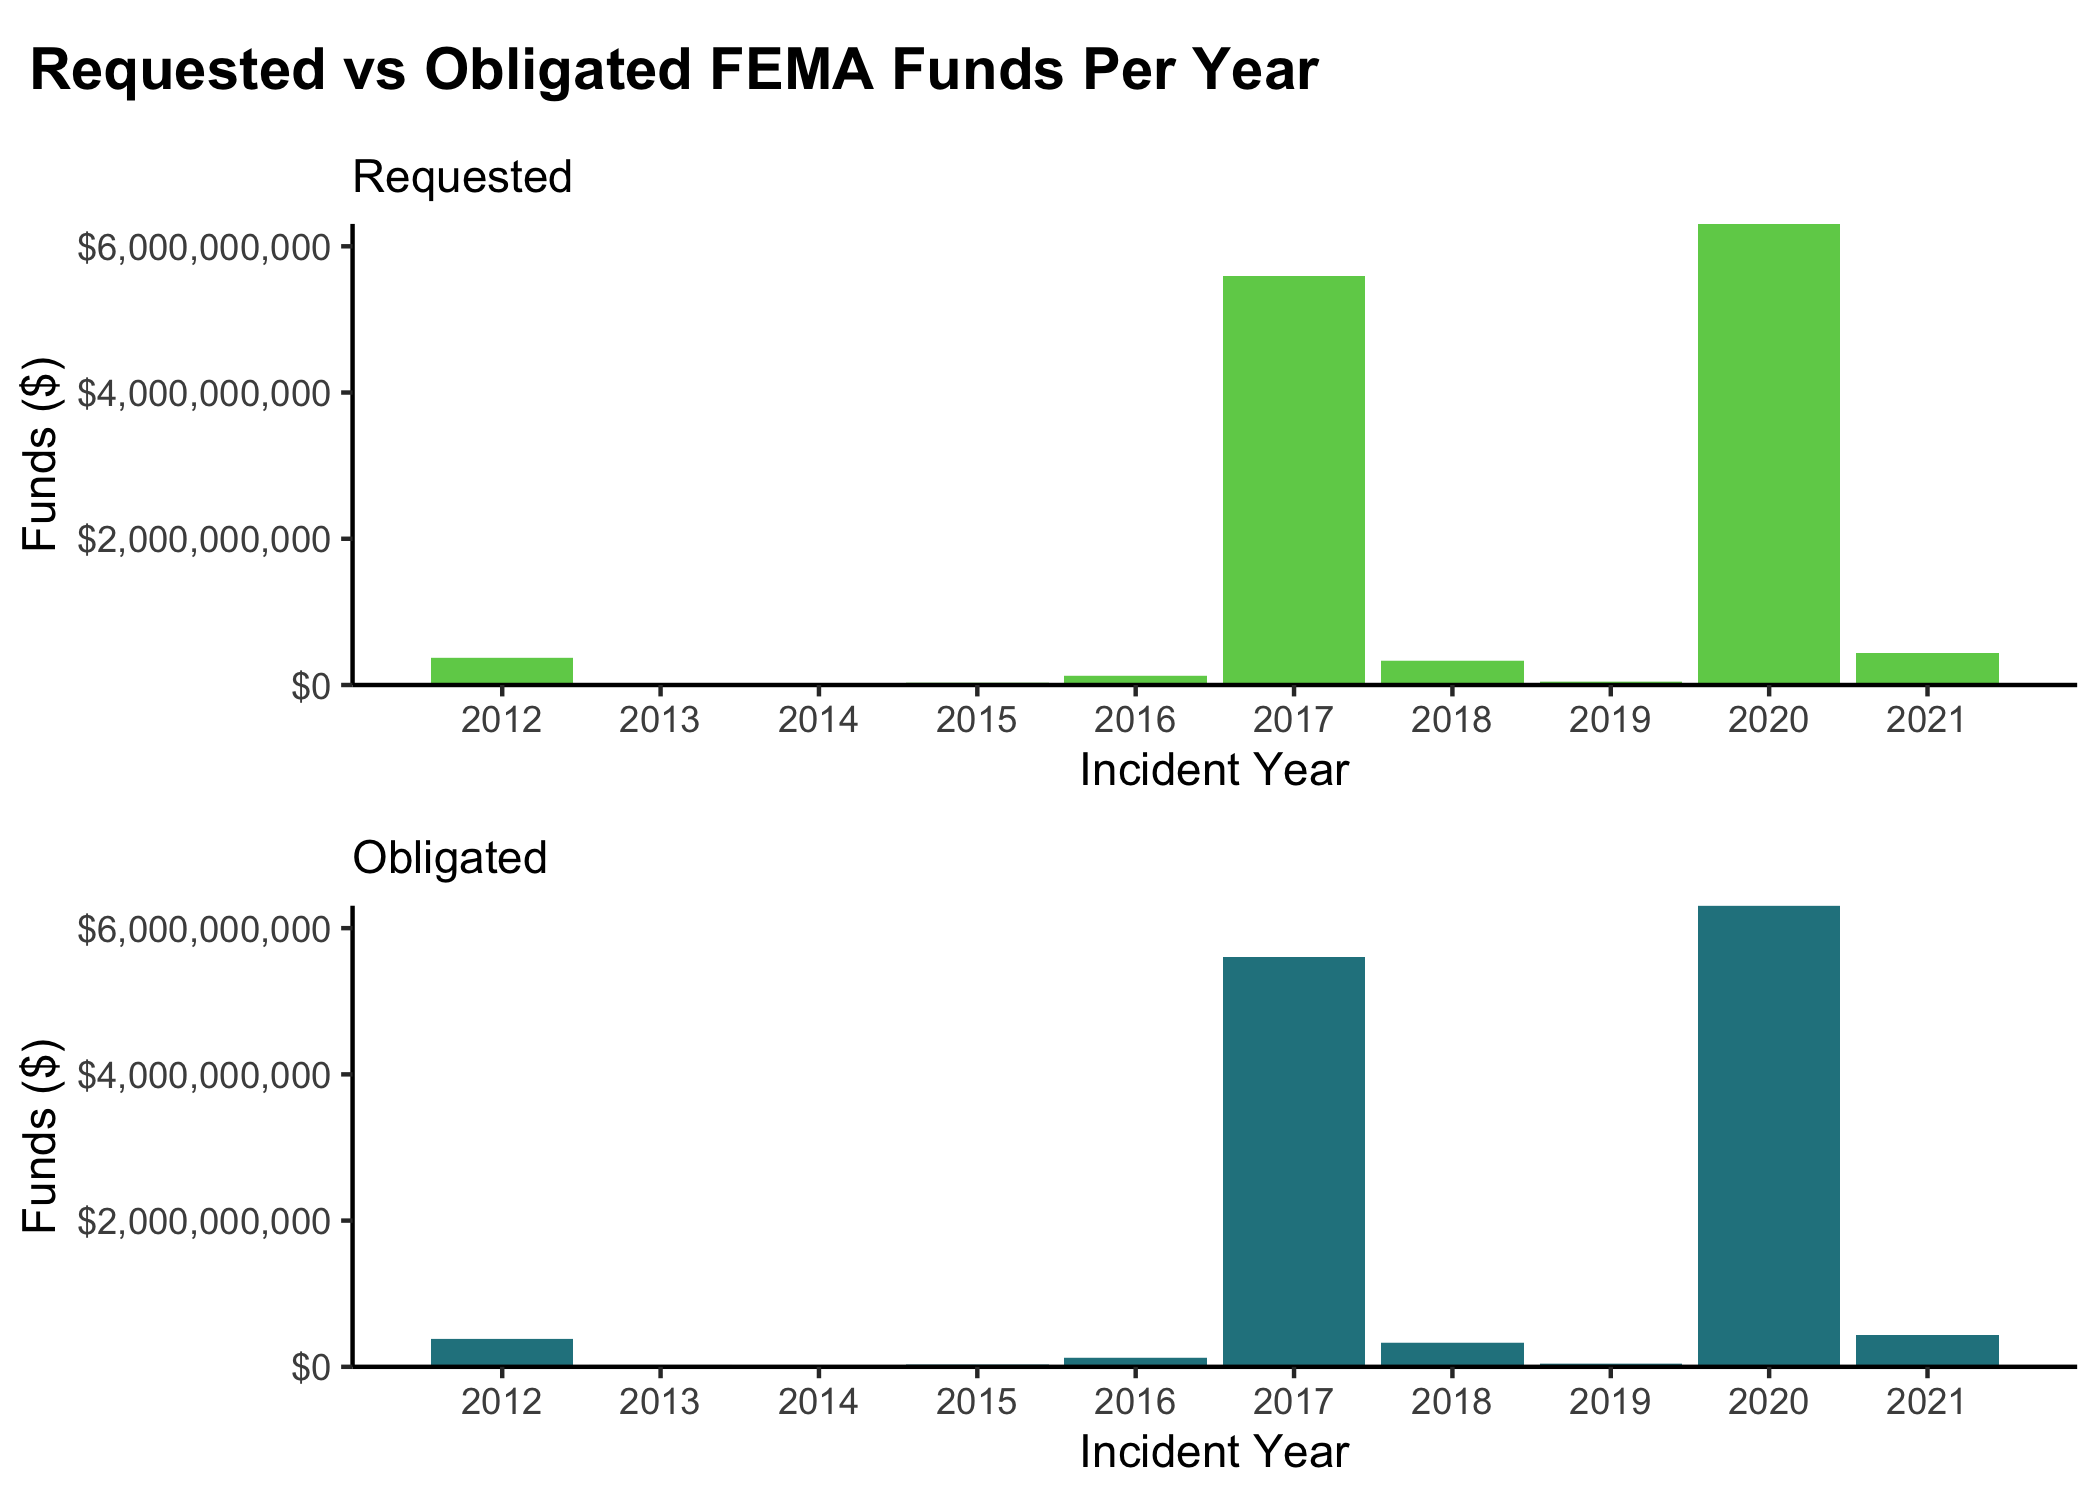 Requested vs Obligated FEMA Funds Per Year
Requested
Funds ($)
$6,000,000,000
$4,000,000,000
$2,000,000,000
$0
2012 2013 2014 2015 2016 2017 2018 2019 2020 2021
Incident Year
Obligated
Funds ($)
$6,000,000,000
$4,000,000,000
$2,000,000,000
$0
2012 2013 2014 2015 2016 2017 2018 2019 2020 2021
Incident Year